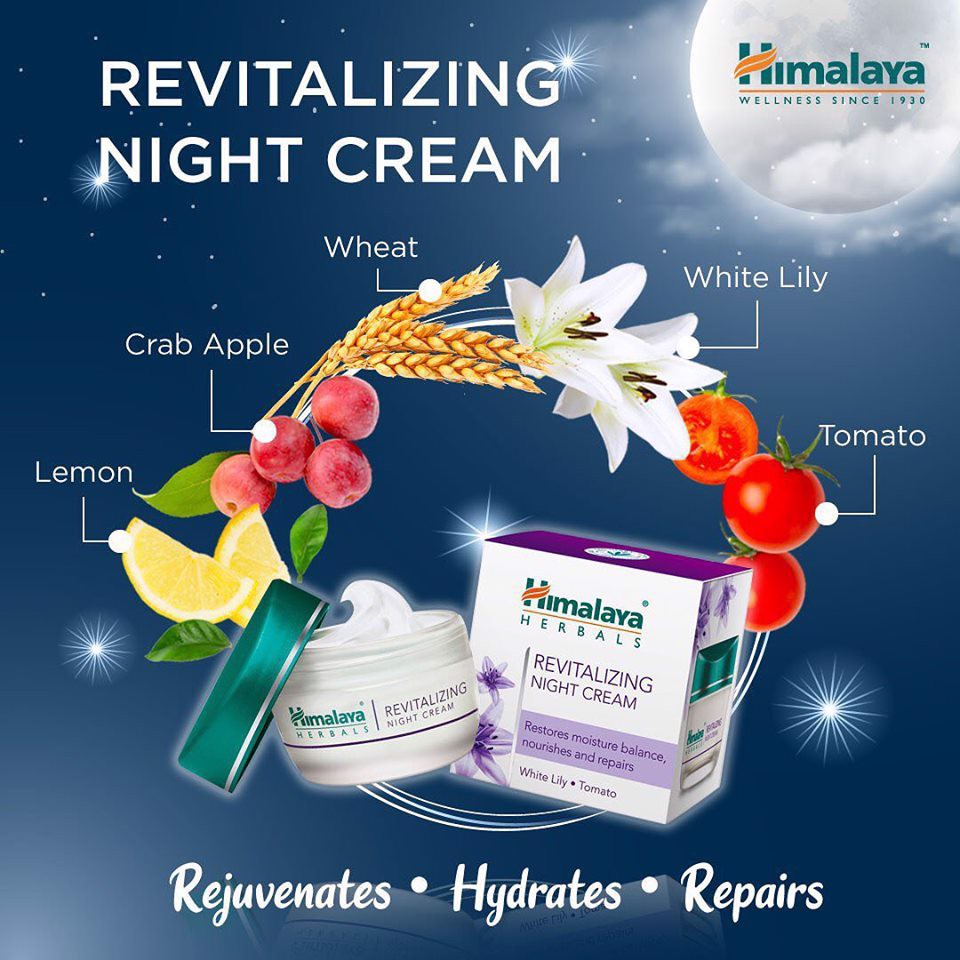 REVITALIZING
NIGHT CREAM
Himalaya™
WELLNESS SINCE 1930
Wheat
White Lily
Crab Apple
Tomato
Lemon
Himalaya®
HERBALS
REVITALIZING
NIGHT CREAM
Restores moisture balance,
nourishes and repairs
White Lily • Tomato
Himalaya
HERBALS
REVITALIZING
NIGHT CREAM
Rejuvenates • Hydrates • Repairs